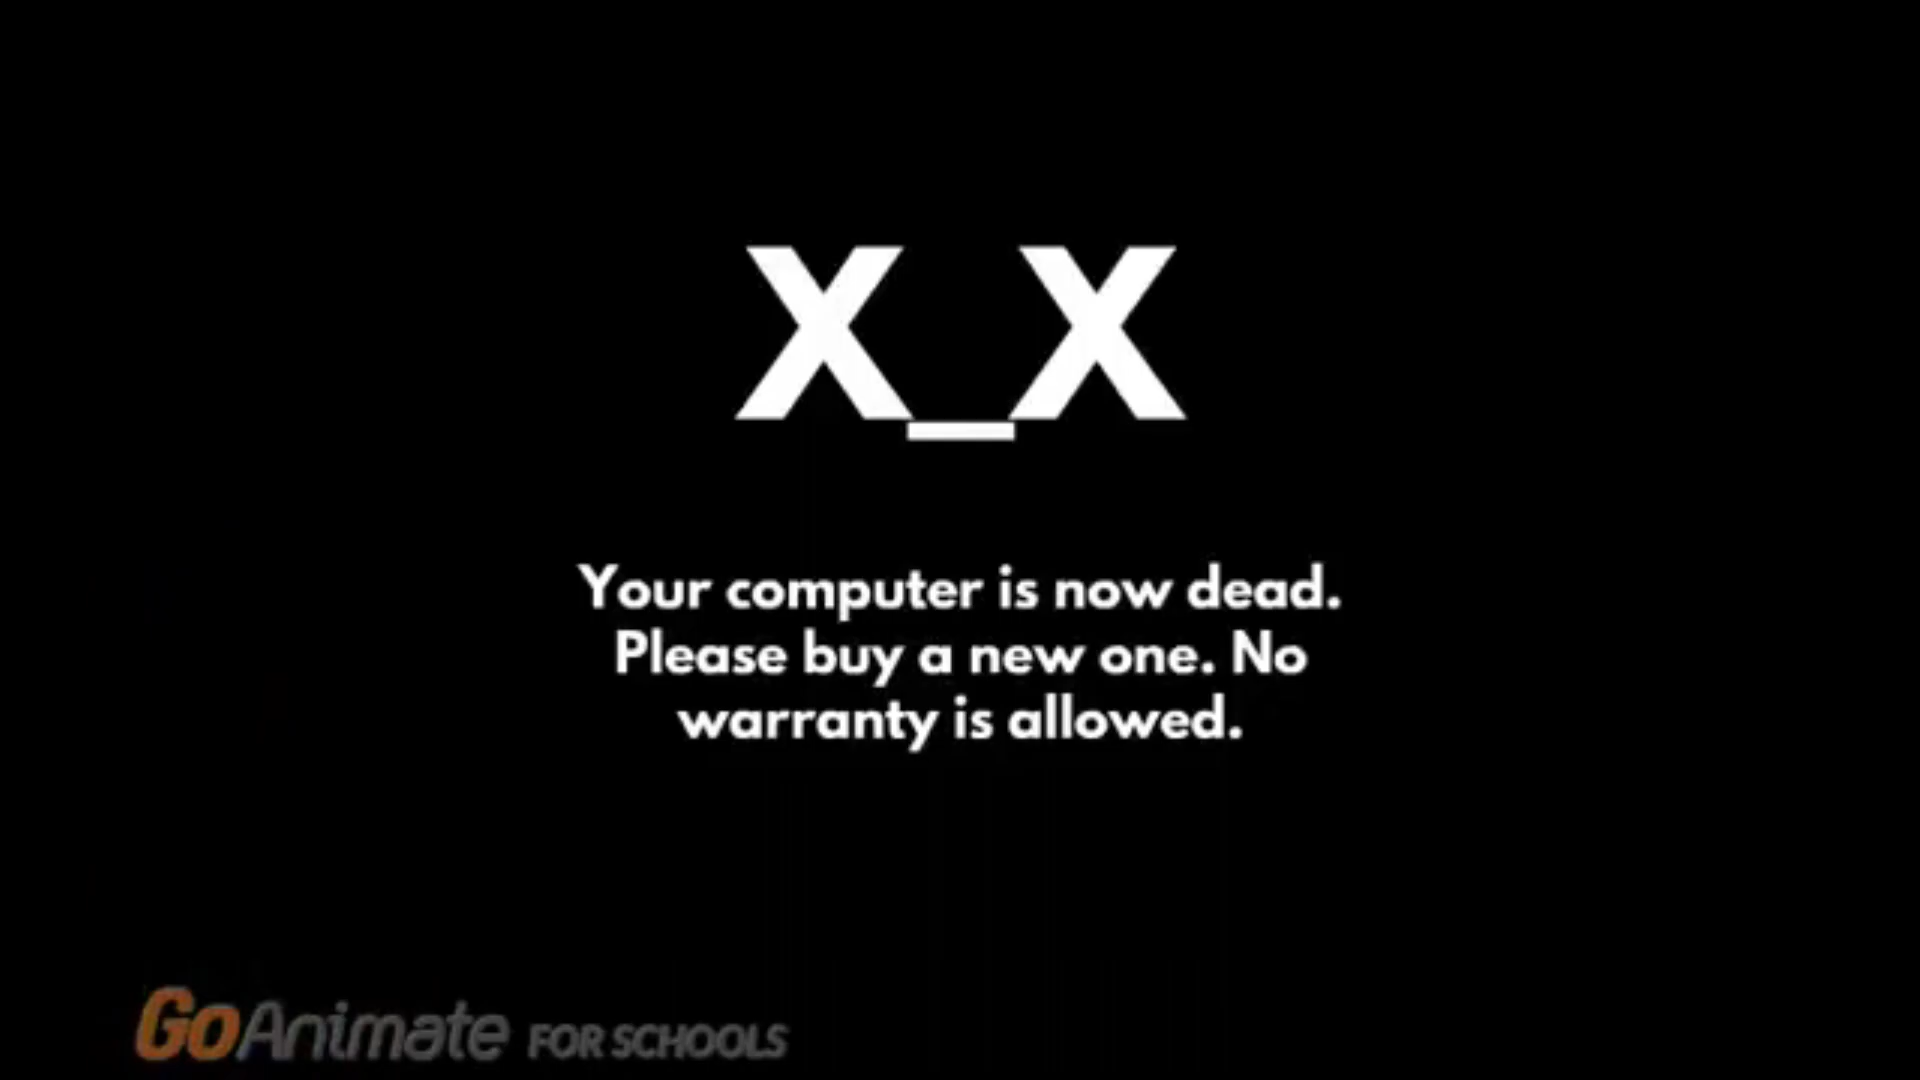 X_X
Your computer is now dead.
Please buy a new one. No
warranty is allowed.
GoAnimate FOR SCHOOLS